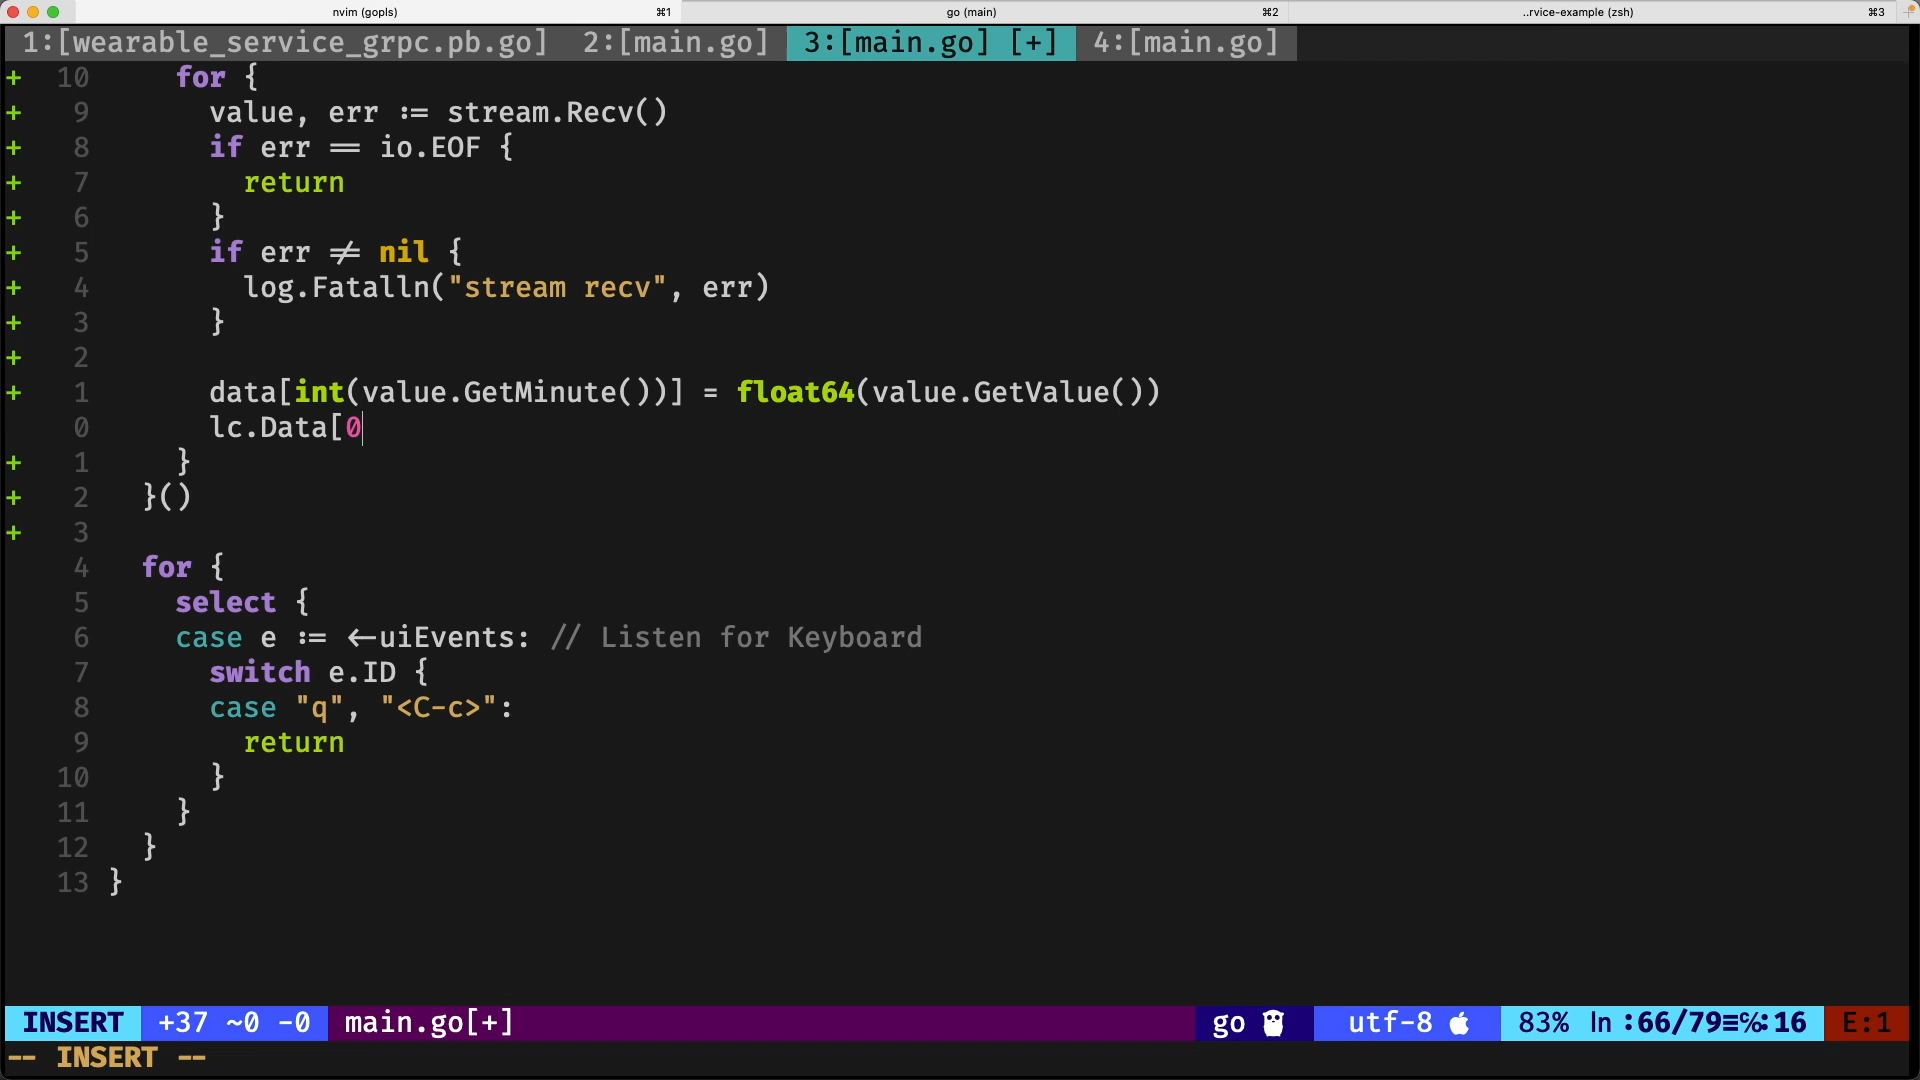 nvim (gopls) ⌘1 go (main) ⌘2 ..rvice-example (zsh) ⌘3
1:[wearable_service_grpc.pb.go] 2:[main.go] 3:[main.go] [+] 4:[main.go]
+ 10 for {
+ 9 value, err := stream.Recv()
+ 8 if err == io.EOF {
+ 7 return
+ 6 }
+ 5 if err != nil {
+ 4 log.Fatalln("stream recv", err)
+ 3 }
+ 2
+ 1 data[int(value.GetMinute())] = float64(value.GetValue())
0 lc.Data[0
+ 1 }
+ 2 }()
+ 3
4 for {
5 select {
6 case e := <-uiEvents: // Listen for Keyboard
7 switch e.ID {
8 case "q", "<C-c>":
9 return
10 }
11 }
12 }
13 }
INSERT +37 ~0 -0 main.go[+] go utf-8 83% ln :66/79≡%:16 E:1
-- INSERT --